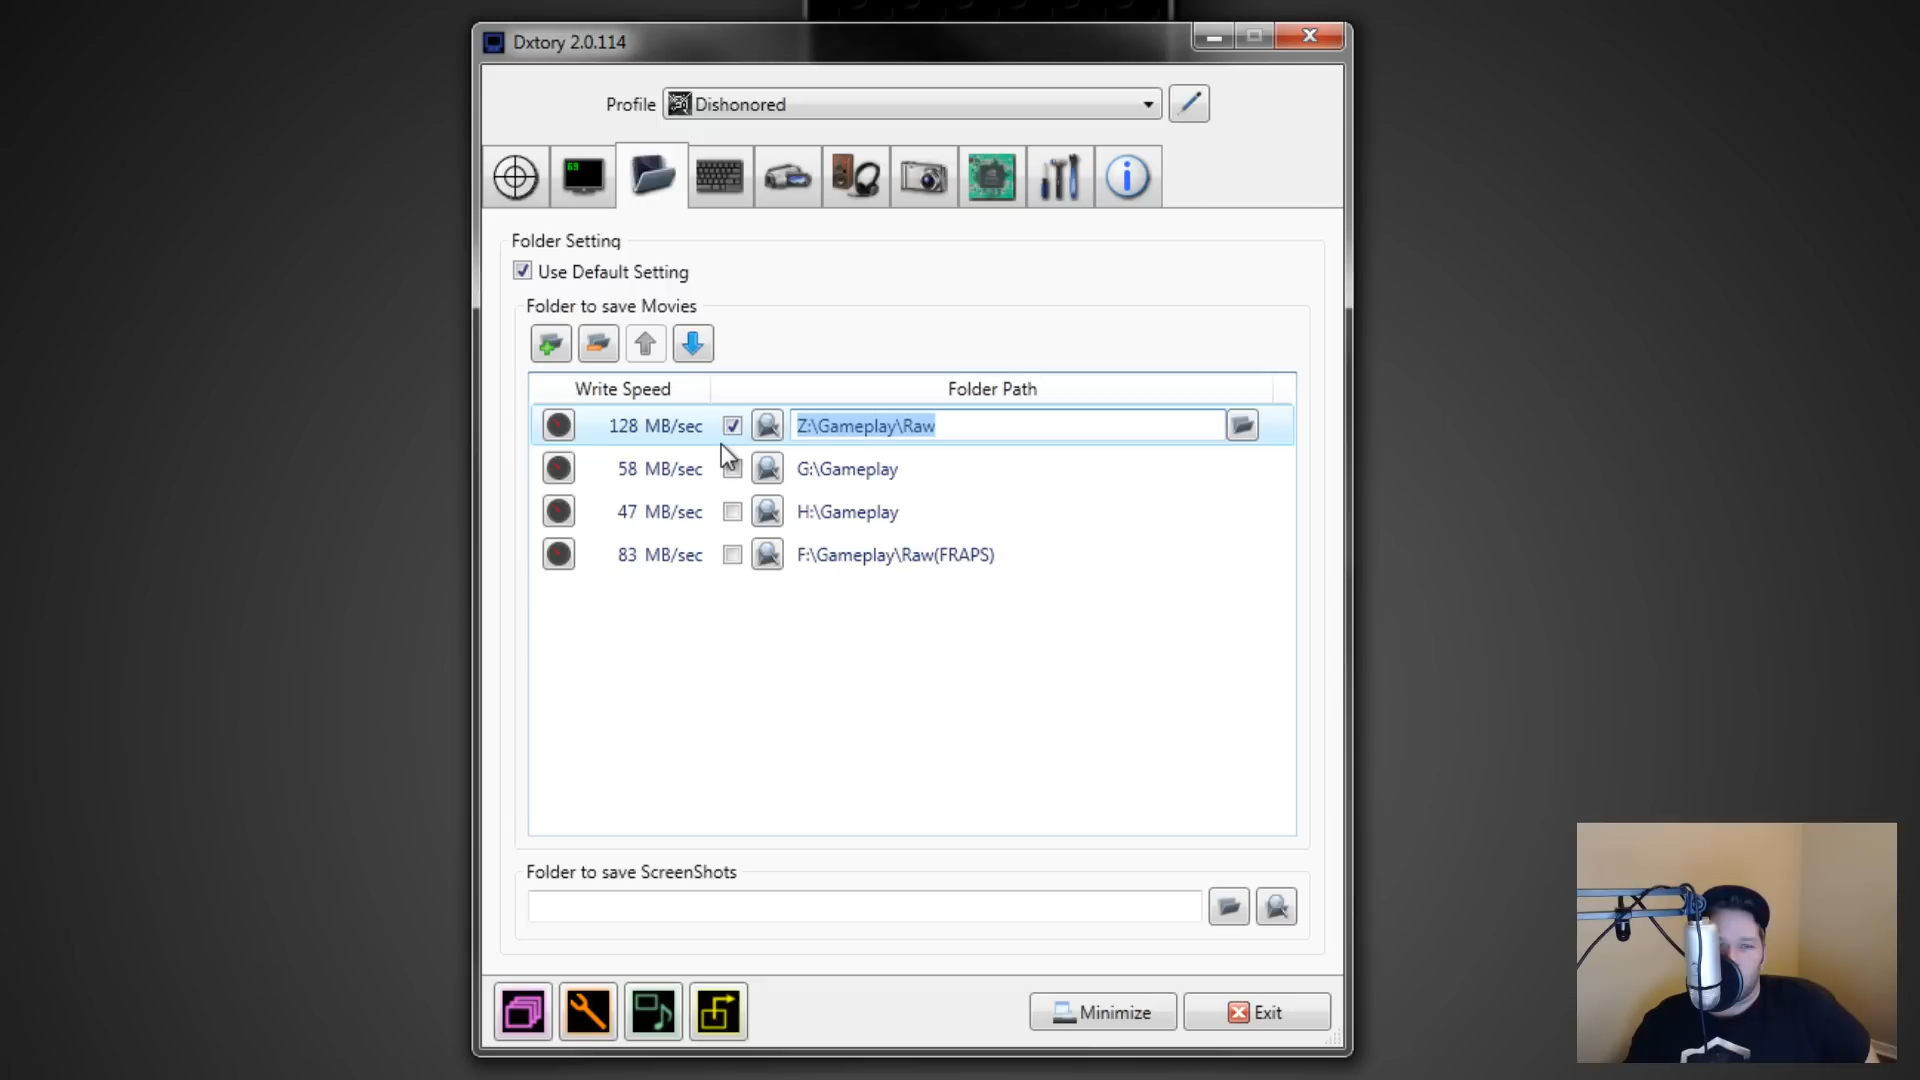 Dxtory 2.0.114
Profile
Dishonored
69
Folder Setting
Use Default Setting
Folder to save Movies
Write Speed
Folder Path
128 MB/sec
Z:\Gameplay\Raw
58 MB/sec
G:\Gameplay
47 MB/sec
H:\Gameplay
83 MB/sec
F:\Gameplay\Raw(FRAPS)
Folder to save ScreenShots
Minimize
Exit